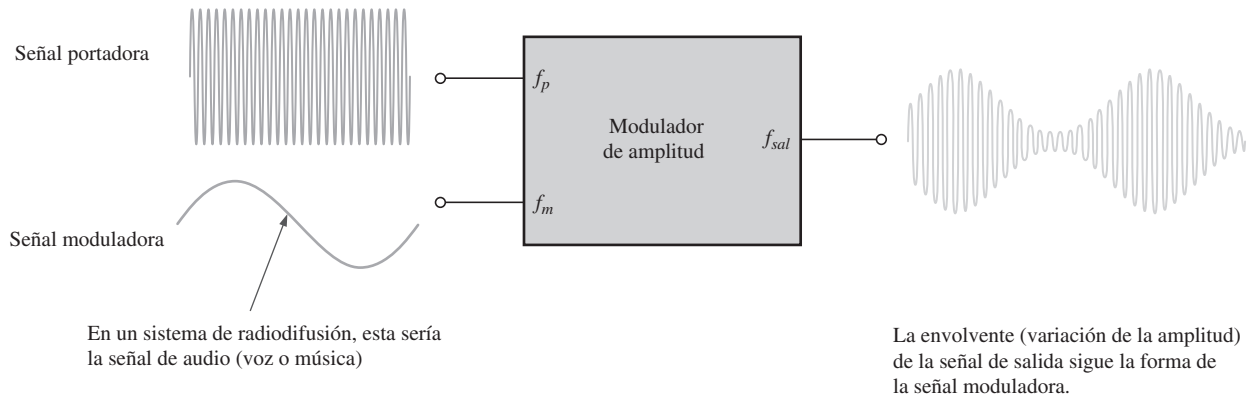 Señal portadora
f_p
Modulador
de amplitud
f_sal
f_m
Señal moduladora
En un sistema de radiodifusión, esta sería
la señal de audio (voz o música)
La envolvente (variación de la amplitud)
de la señal de salida sigue la forma de
la señal moduladora.